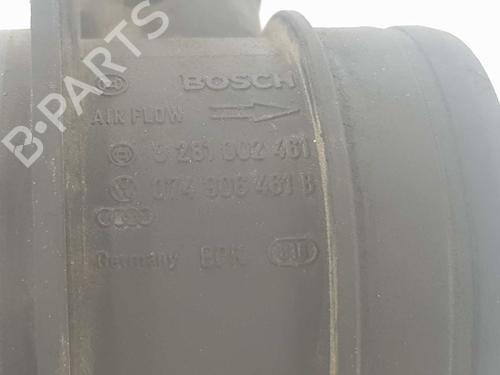 B-PARTS
BOSCH
AIR FLOW
0 281 002 461
074 906 461 B
Germany